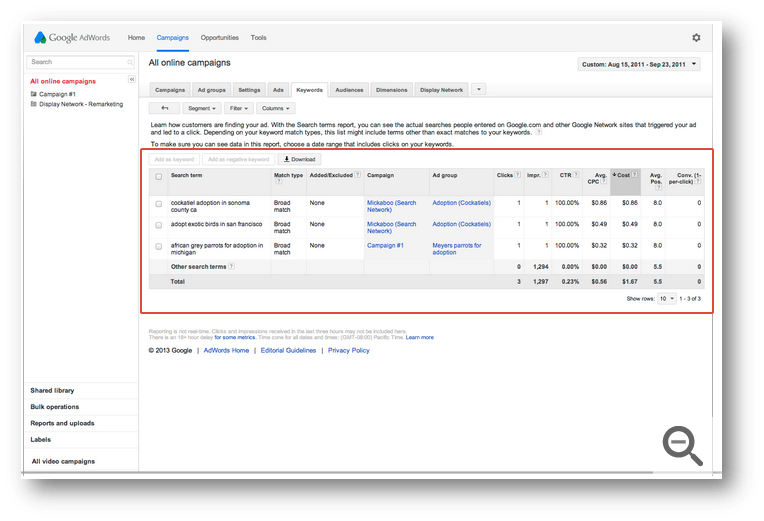 Google AdWords Home Campaigns Opportunities Tools
Search
All online campaigns
Campaign #1
Display Network - Remarketing
Shared library
Bulk operations
Reports and uploads
Labels
All video campaigns
All online campaigns
Custom: Aug 15, 2011 - Sep 23, 2011
Campaigns Ad groups Settings Ads Keywords Audiences Dimensions Display Network
Segment Filter Columns
Learn how customers are finding your ad. With the Search terms report, you can see the actual searches people entered on Google.com and other Google Network sites that triggered your ad
and led to a click. Depending on your keyword match types, this list might include terms other than exact matches to your keywords. ?
To make sure you can see data in this report, choose a date range that includes clicks on your keywords.
Add as keyword Add as negative keyword Download
Search term Match type ? Added/Excluded ? Campaign Ad group Clicks ? Impr. ? CTR ? Avg. CPC ? Cost ? Avg. Pos. ? Conv. (1-per-click) ?
cockatiel adoption in sonoma Broad None Mickaboo (Search Adoption (Cockatiels) 1 1 100.00% $0.86 $0.86 8.0 0
county ca match Network)
adopt exotic birds in san francisco Broad None Mickaboo (Search Adoption (Cockatiels) 1 1 100.00% $0.49 $0.49 8.0 0
match Network)
african grey parrots for adoption in Broad None Campaign #1 Meyers parrots for 1 1 100.00% $0.32 $0.32 8.0 0
michigan match adoption
Other search terms ? 0 1,294 0.00% $0.00 $0.00 5.5 0
Total 3 1,297 0.23% $0.56 $1.67 5.5 0
Show rows: 10 1 - 3 of 3
Reporting is not real-time. Clicks and impressions received in the last three hours may not be included here.
There is an 18+ hour delay for some metrics. Time zone for all dates and times: (GMT-08:00) Pacific Time. Learn more
© 2013 Google | AdWords Home | Editorial Guidelines | Privacy Policy